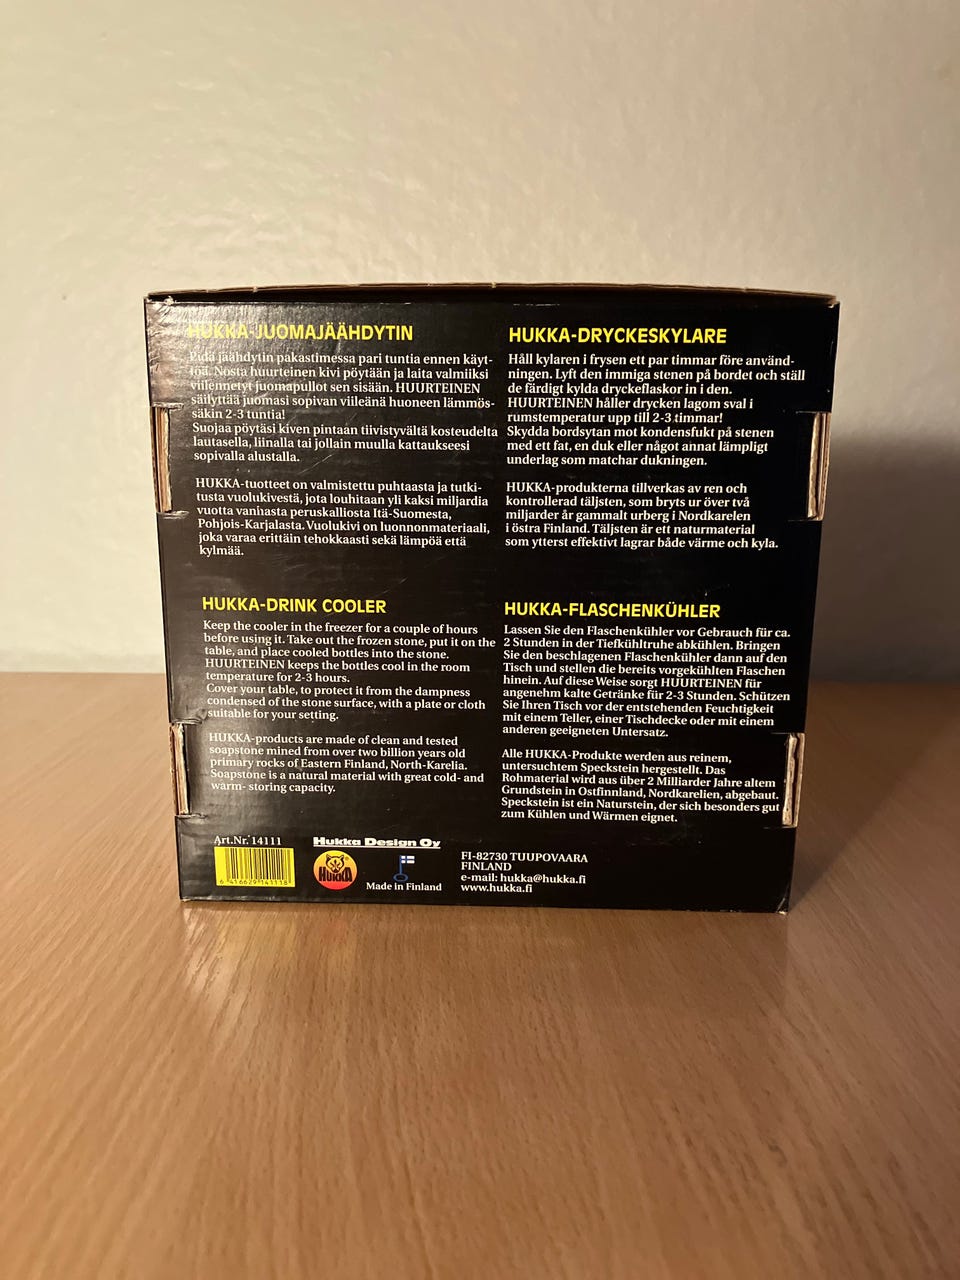 HUKKA-JUOMAJÄÄHDYTIN
Pidä jäähdytin pakastimessa pari tuntia ennen käyt-
töä. Nosta huurteinen kivi pöytään ja laita valmiiksi
viilennetyt juomapullot sen sisään. HUURTEINEN
säilyttää juomasi sopivan viileänä huoneen lämmös-
säkin 2-3 tuntia!
Suojaa pöytäsi kiven pintaan tiivistyvältä kosteudelta
lautasella, liinalla tai jollain muulla kattaukseesi
sopivalla alustalla.
HUKKA-tuotteet on valmistettu puhtaasta ja tutki-
tusta vuolukivestä, jota louhitaan yli kaksi miljardia
vuotta vanhasta peruskalliosta Itä-Suomesta,
Pohjois-Karjalasta. Vuolukivi on luonnonmateriaali,
joka varaa erittäin tehokkaasti sekä lämpöä että
kylmää.
HUKKA-DRYCKESKYLARE
Håll kylaren i frysen ett par timmar före använd-
ningen. Lyft den immiga stenen på bordet och ställ
de färdigt kylda dryckeflaskor in i den.
HUURTEINEN håller drycken lagom sval i
rumstemperatur upp till 2-3 timmar!
Skydda bordsytan mot kondensfukt på stenen
med ett fat, en duk eller något annat lämpligt
underlag som matchar dukningen.
HUKKA-produkterna tillverkas av ren och
kontrollerad täljsten, som bryts ur över två
miljarder år gammalt urberg i Nordkarelen
i östra Finland. Täljsten är ett naturmaterial
som ytterst effektivt lagrar både värme och kyla.
HUKKA-DRINK COOLER
Keep the cooler in the freezer for a couple of hours
before using it. Take out the frozen stone, put it on the
table, and place cooled bottles into the stone.
HUURTEINEN keeps the bottles cool in the room
temperature for 2-3 hours.
Cover your table, to protect it from the dampness
condensed of the stone surface, with a plate or cloth
suitable for your setting.
HUKKA-products are made of clean and tested
soapstone mined from over two billion years old
primary rocks of Eastern Finland, North-Karelia.
Soapstone is a natural material with great cold- and
warm- storing capacity.
HUKKA-FLASCHENKÜHLER
Lassen Sie den Flaschenkühler vor Gebrauch für ca.
2 Stunden in der Tiefkühltruhe abkühlen. Bringen
Sie den beschlagenen Flaschenkühler dann auf den
Tisch und stellen die bereits vorgekühlten Flaschen
hinein. Auf diese Weise sorgt HUURTEINEN für
angenehm kalte Getränke für 2-3 Stunden. Schützen
Sie Ihren Tisch vor der entstehenden Feuchtigkeit
mit einem Teller, einer Tischdecke oder mit einem
anderen geeigneten Untersatz.
Alle HUKKA-Produkte werden aus reinem,
untersuchtem Speckstein hergestellt. Das
Rohmaterial wird aus über 2 Milliarder Jahre altem
Grundstein in Ostfinnland, Nordkarelien, abgebaut.
Speckstein ist ein Naturstein, der sich besonders gut
zum Kühlen und Wärmen eignet.
Art.Nr. 14111
6 416629 141118
Hukka Design Oy
HUKKA
Made in Finland
FI-82730 TUUPOVAARA
FINLAND
e-mail: hukka@hukka.fi
www.hukka.fi